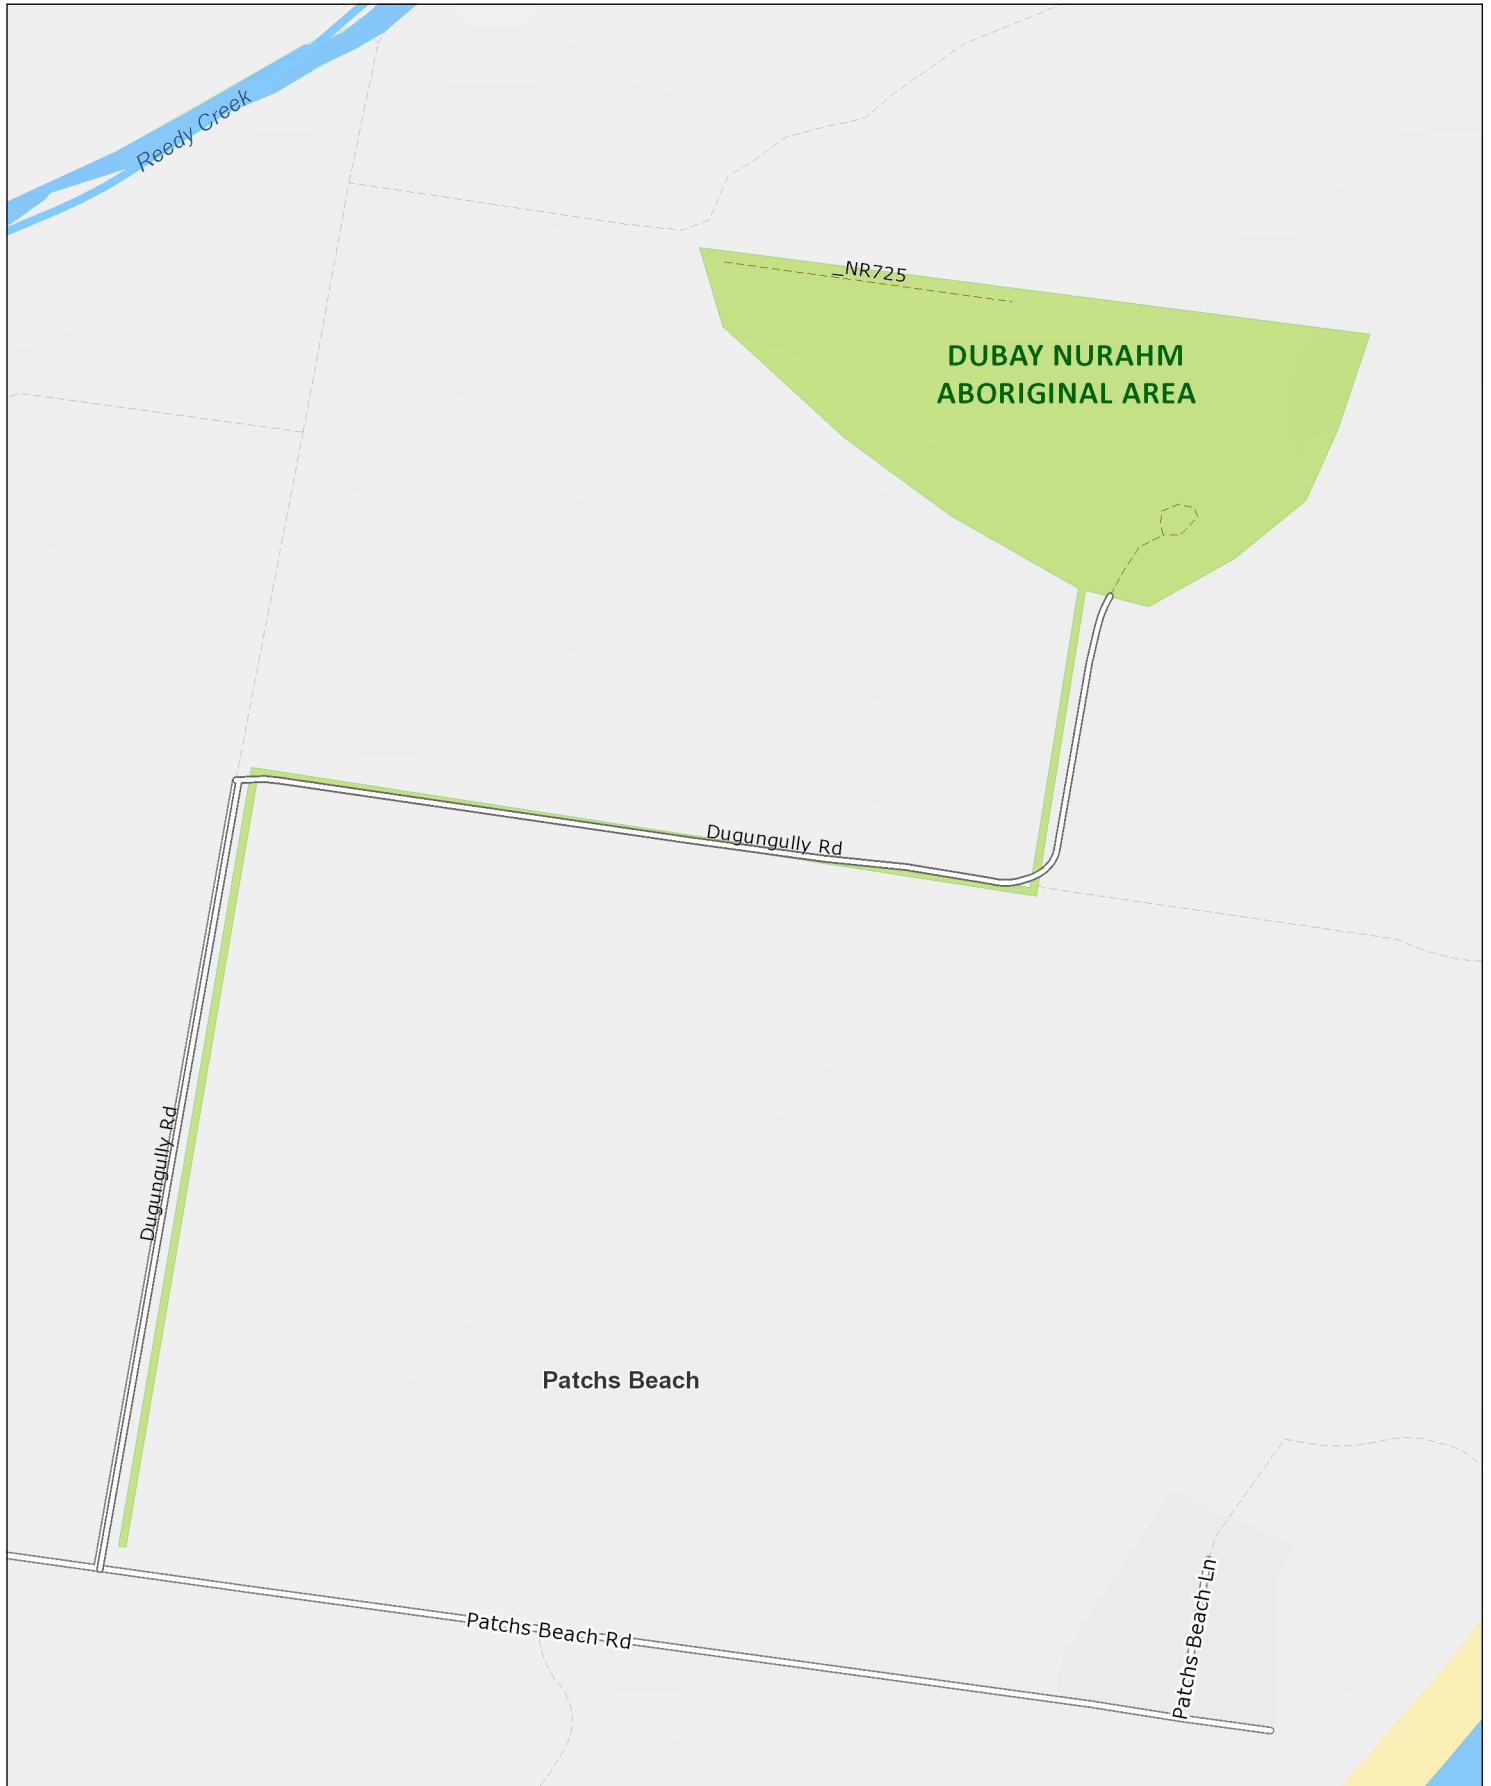 Reedy Creek
_NR725
DUBAY NURAHM
ABORIGINAL AREA
Dugungully Rd
Dugungully Rd
Patchs Beach
Patchs Beach Ln
Patchs Beach Rd